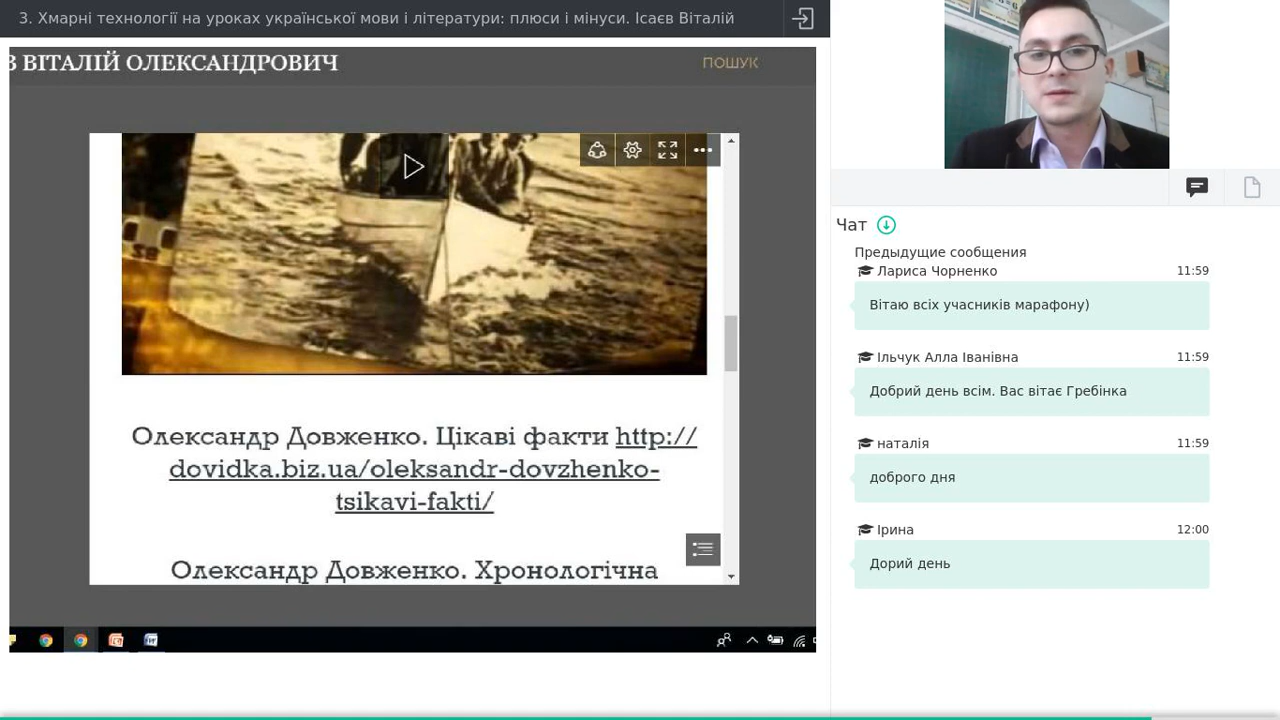 3. Хмарні технології на уроках української мови і літератури: плюси і мінуси. Ісаєв Віталій
В ВІТАЛІЙ ОЛЕКСАНДРОВИЧ
ПОШУК
Олександр Довженко. Цікаві факти http://
dovidka.biz.ua/oleksandr-dovzhenko-
tsikavi-fakti/
Олександр Довженко. Хронологічна
Чат
Предыдущие сообщения
Лариса Чорненко 11:59
Вітаю всіх учасників марафону)
Ільчук Алла Іванівна 11:59
Добрий день всім. Вас вітає Гребінка
наталія 11:59
доброго дня
Ірина 12:00
Дорий день